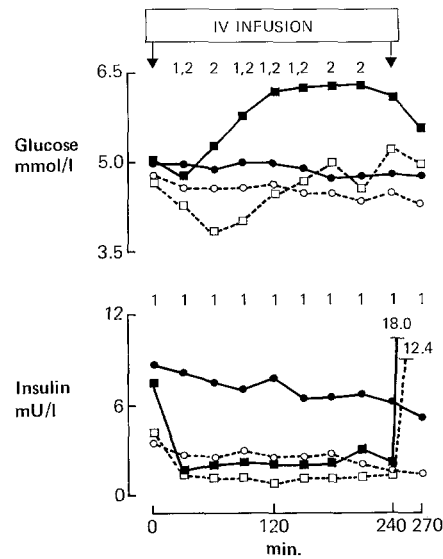 IV INFUSION
1,2 2 1,2 1,2 1,2 2 2
6.5
Glucose
mmol/l
5.0
3.5
12
1 1 1 1 1 1 1 1 1 1
18.0
12.4
Insulin
mU/l
6
0
0 120 240 270
min.